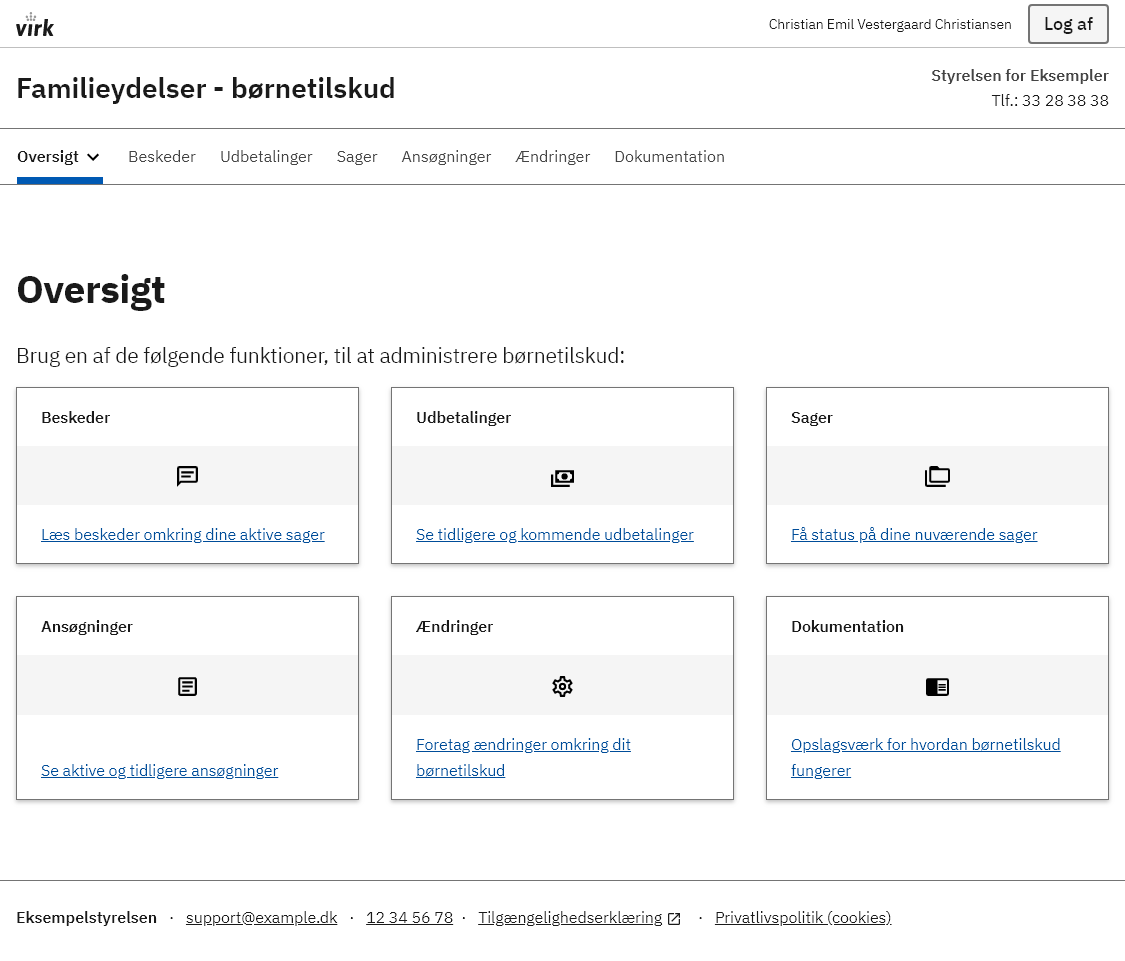 virk
Christian Emil Vestergaard Christiansen
Log af
Familieydelser - børnetilskud
Styrelsen for Eksempler
Tlf.: 33 28 38 38
Oversigt Beskeder Udbetalinger Sager Ansøgninger Ændringer Dokumentation
Oversigt
Brug en af de følgende funktioner, til at administrere børnetilskud:
Beskeder
Læs beskeder omkring dine aktive sager
Udbetalinger
Se tidligere og kommende udbetalinger
Sager
Få status på dine nuværende sager
Ansøgninger
Se aktive og tidligere ansøgninger
Ændringer
Foretag ændringer omkring dit
børnetilskud
Dokumentation
Opslagsværk for hvordan børnetilskud
fungerer
Eksempelstyrelsen · support@example.dk · 12 34 56 78 · Tilgængelighedserklæring · Privatlivspolitik (cookies)